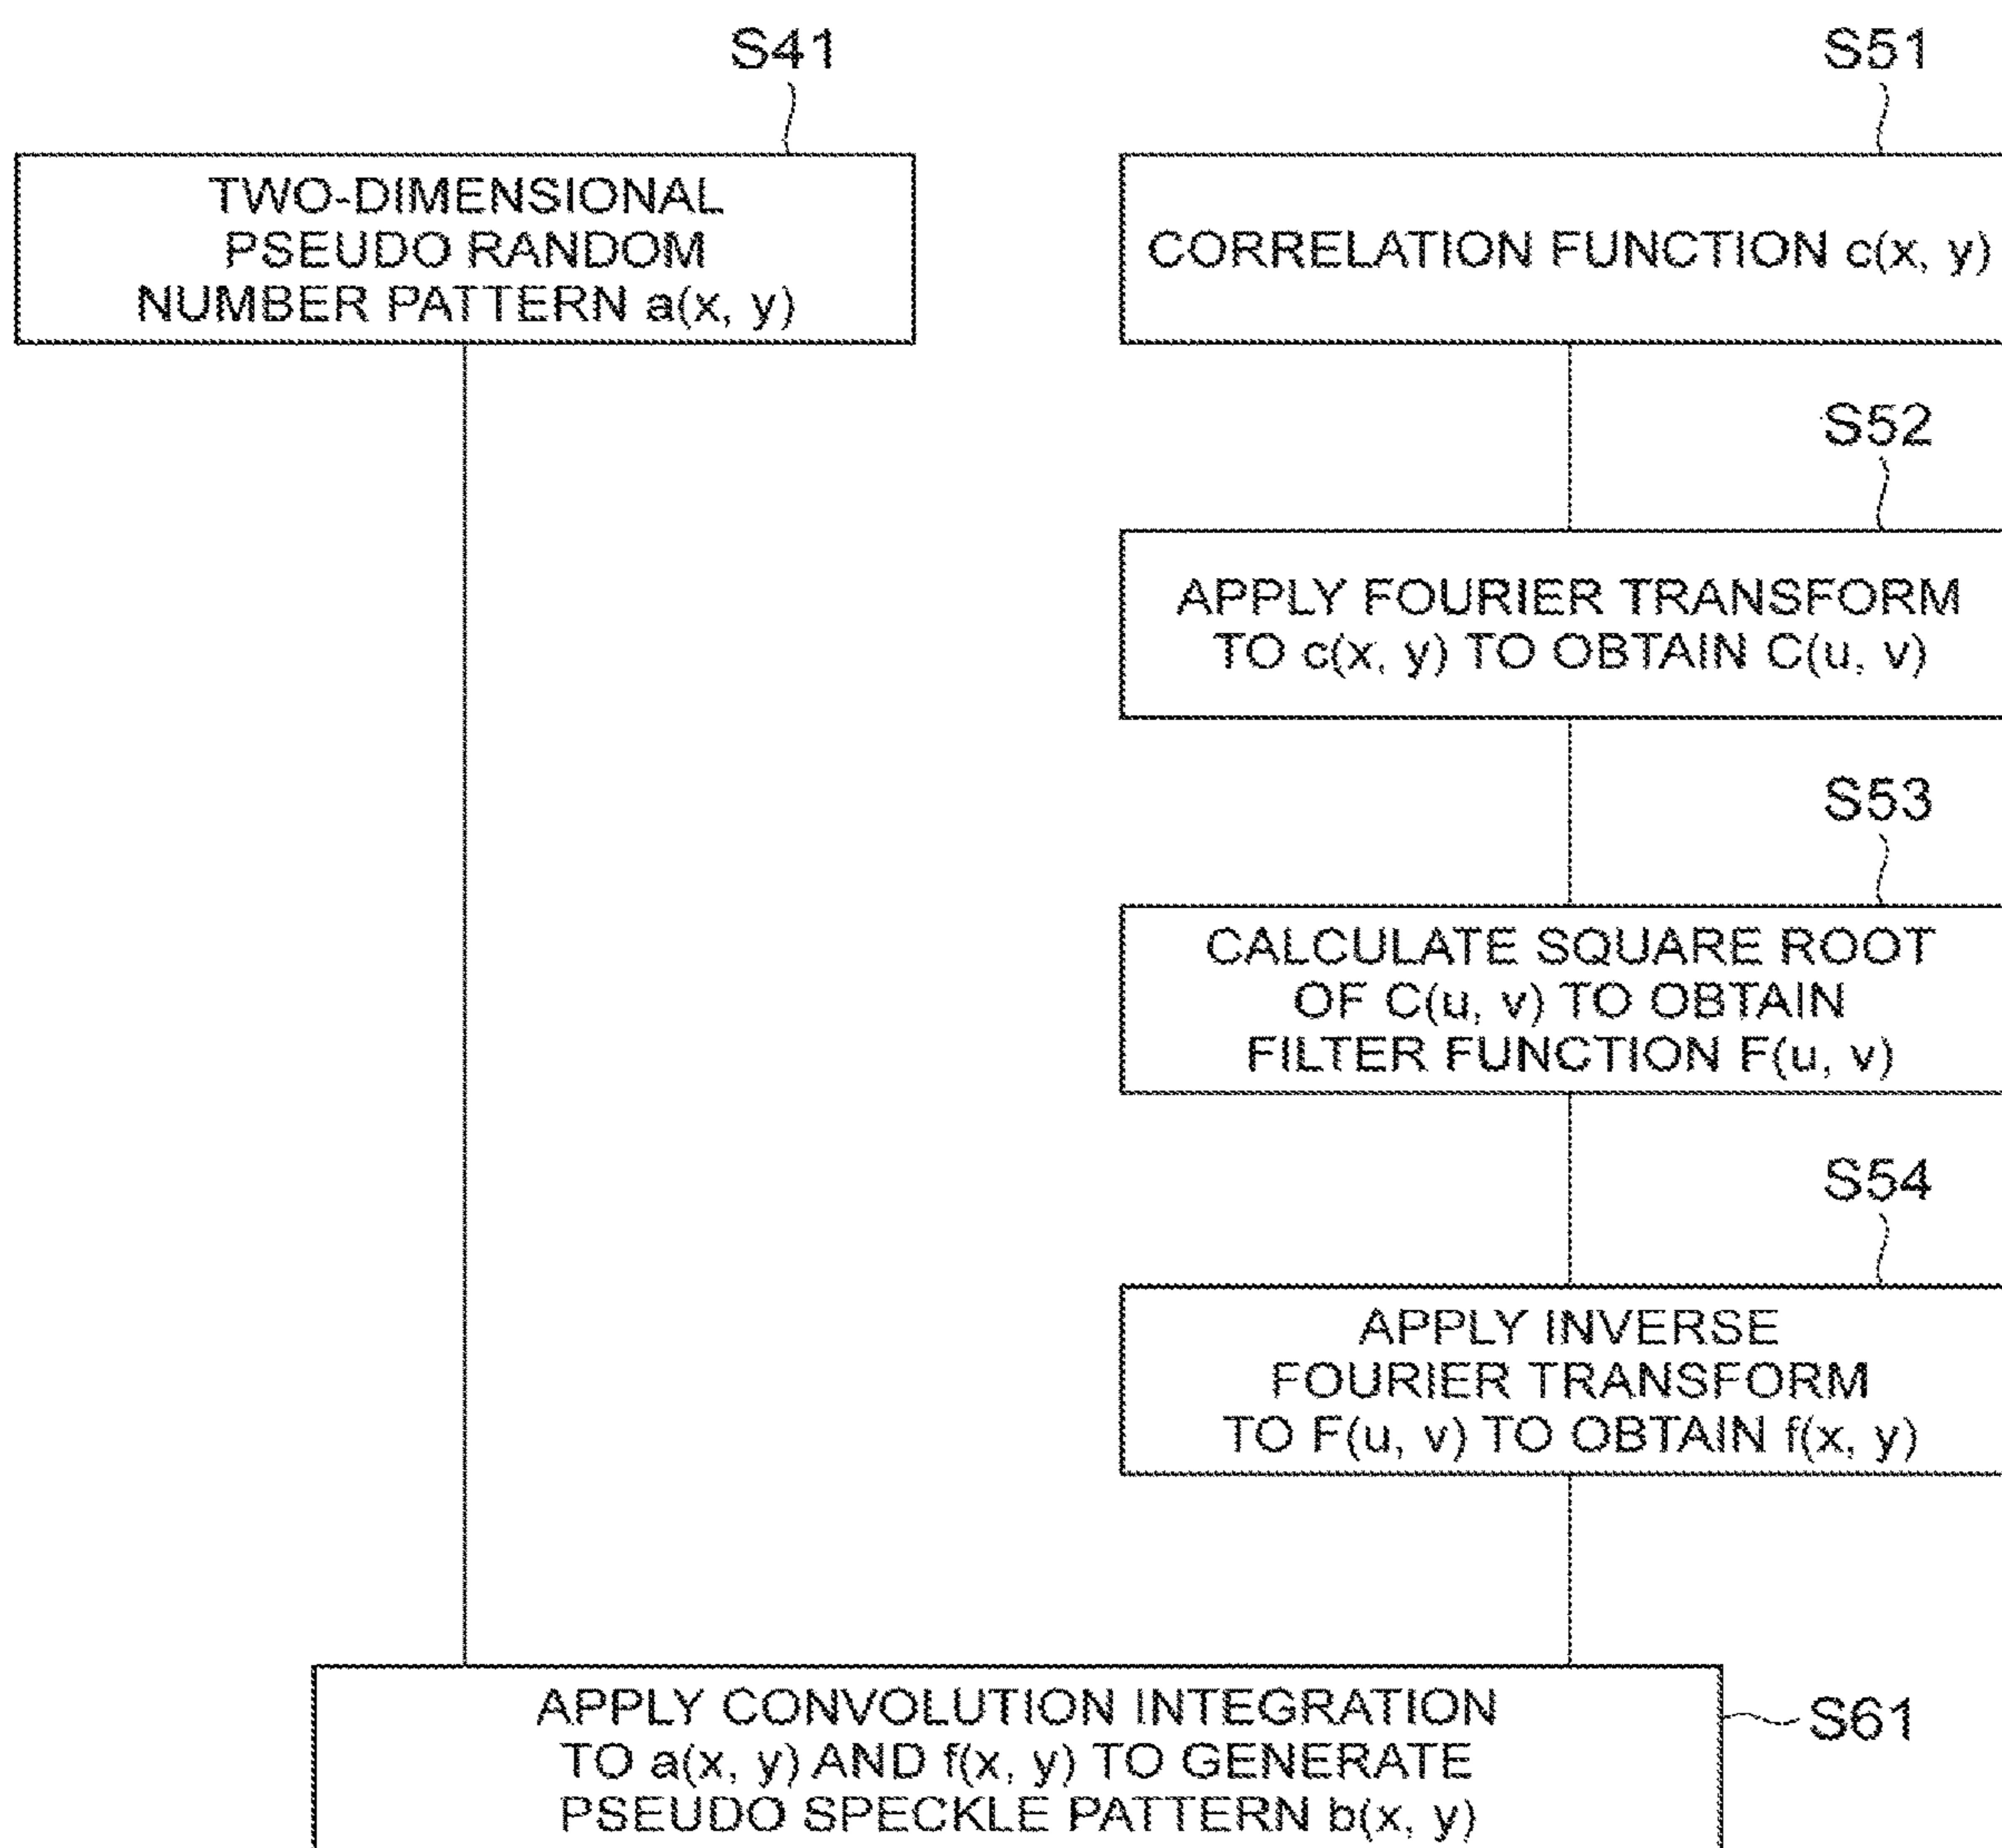 S41
TWO-DIMENSIONAL
PSEUDO RANDOM
NUMBER PATTERN a(x, y)
S51
CORRELATION FUNCTION c(x, y)
S52
APPLY FOURIER TRANSFORM
TO c(x, y) TO OBTAIN C(u, v)
S53
CALCULATE SQUARE ROOT
OF C(u, v) TO OBTAIN
FILTER FUNCTION F(u, v)
S54
APPLY INVERSE
FOURIER TRANSFORM
TO F(u, v) TO OBTAIN f(x, y)
APPLY CONVOLUTION INTEGRATION
TO a(x, y) AND f(x, y) TO GENERATE
PSEUDO SPECKLE PATTERN b(x, y)
S61